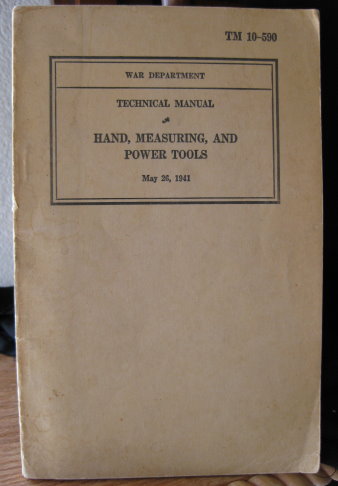 TM 10-590
WAR DEPARTMENT
TECHNICAL MANUAL
HAND, MEASURING, AND
POWER TOOLS
May 26, 1941